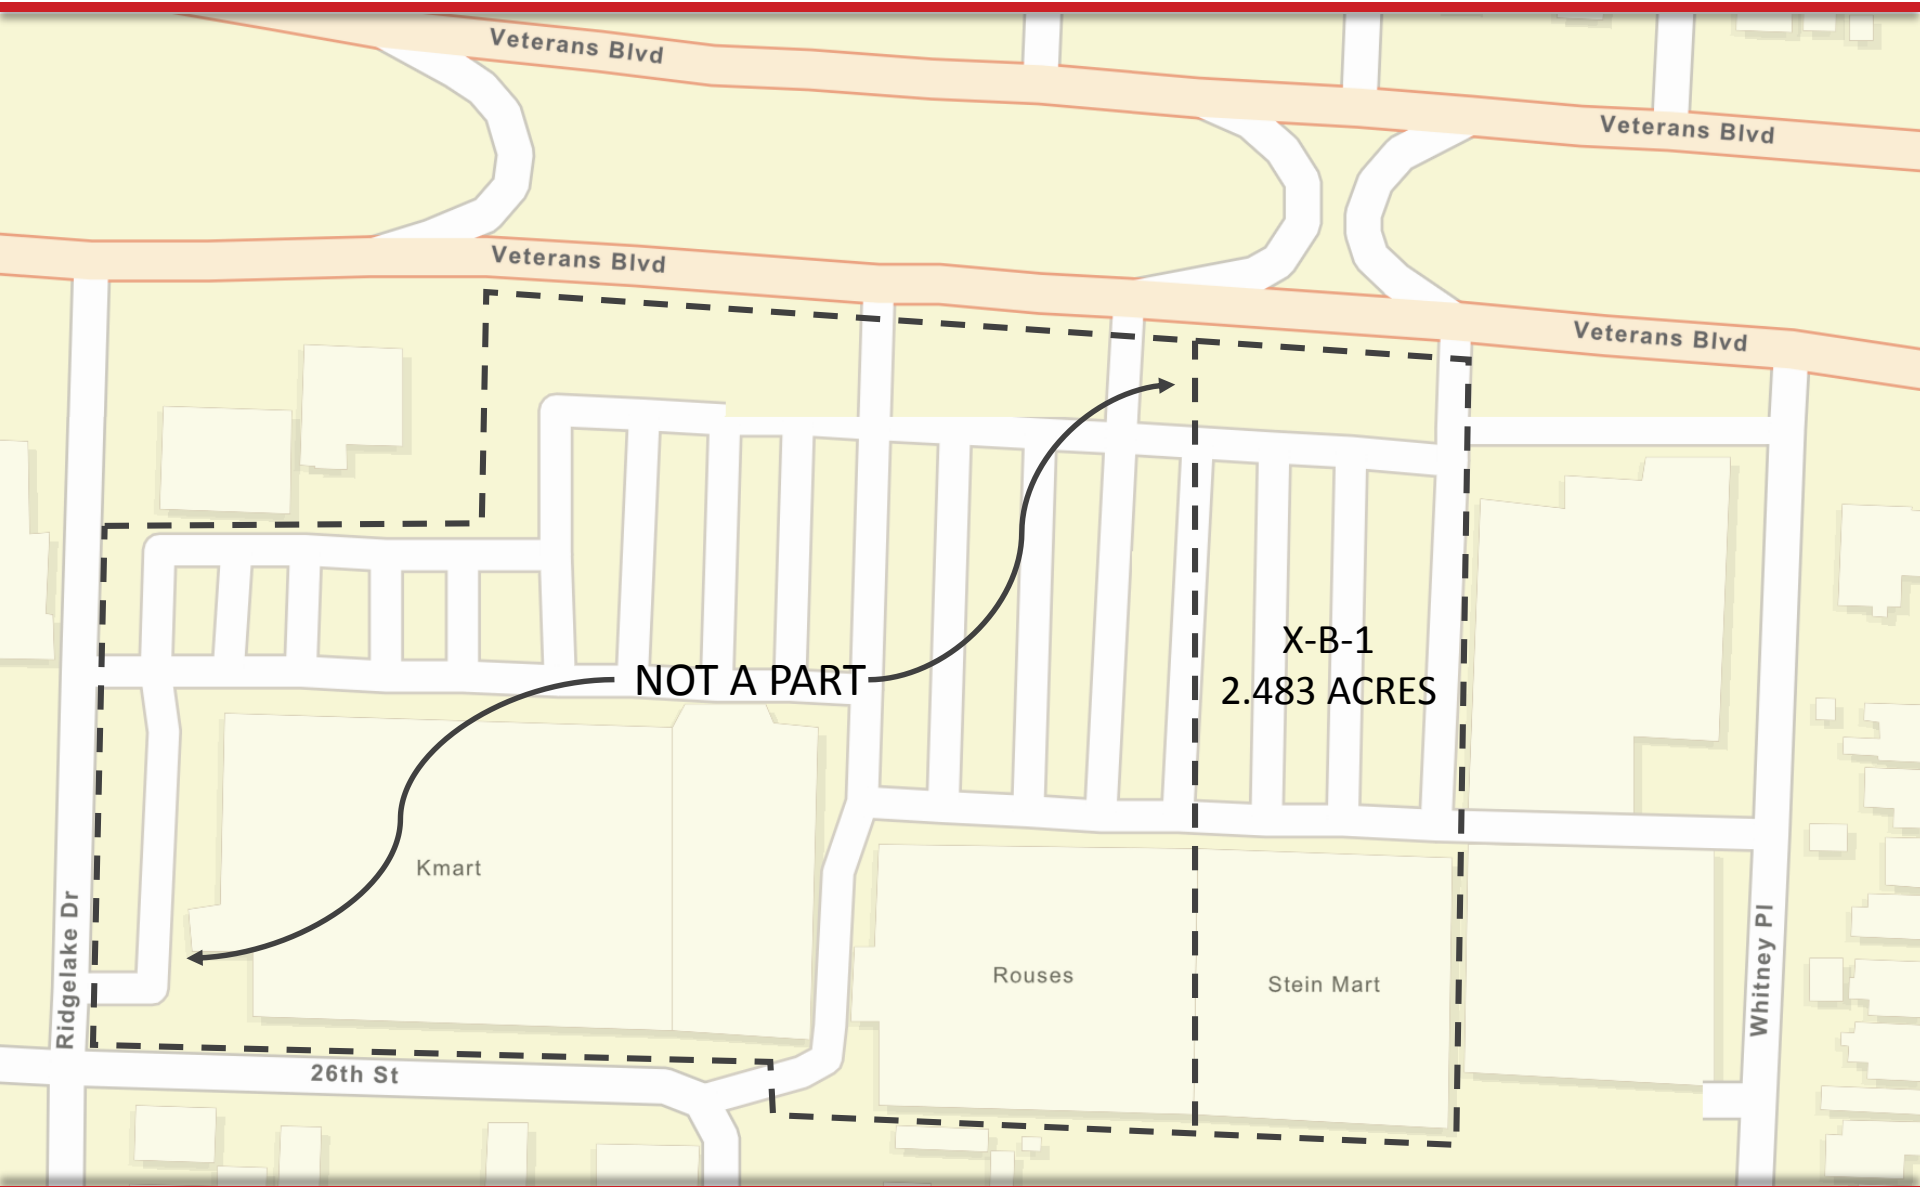 Veterans Blvd
Veterans Blvd
Veterans Blvd
Veterans Blvd
X-B-1
2.483 ACRES
NOT A PART
Kmart
Rouses
Stein Mart
Ridgelake Dr
Whitney Pl
26th St